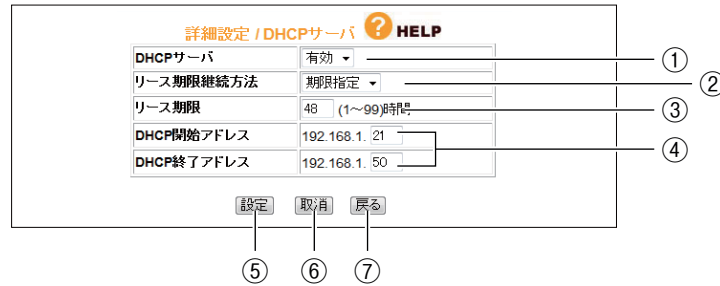 詳細設定 / DHCPサーバ ? HELP
DHCPサーバ 有効 ①
リース期限継続方法 期限指定 ②
リース期限 48 (1～99)時間 ③
DHCP開始アドレス 192.168.1. 21
④
DHCP終了アドレス 192.168.1. 50
設定 取消 戻る
⑤ ⑥ ⑦